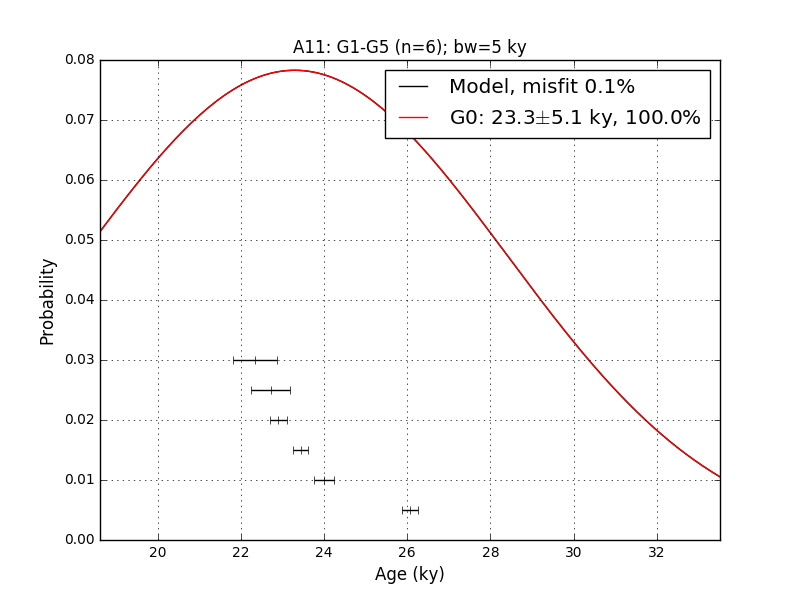 A11: G1-G5 (n=6); bw=5 ky
Model, misfit 0.1%
G0: 23.3±5.1 ky, 100.0%
Probability
0.08
0.07
0.06
0.05
0.04
0.03
0.02
0.01
0.00
20 22 24 26 28 30 32
Age (ky)